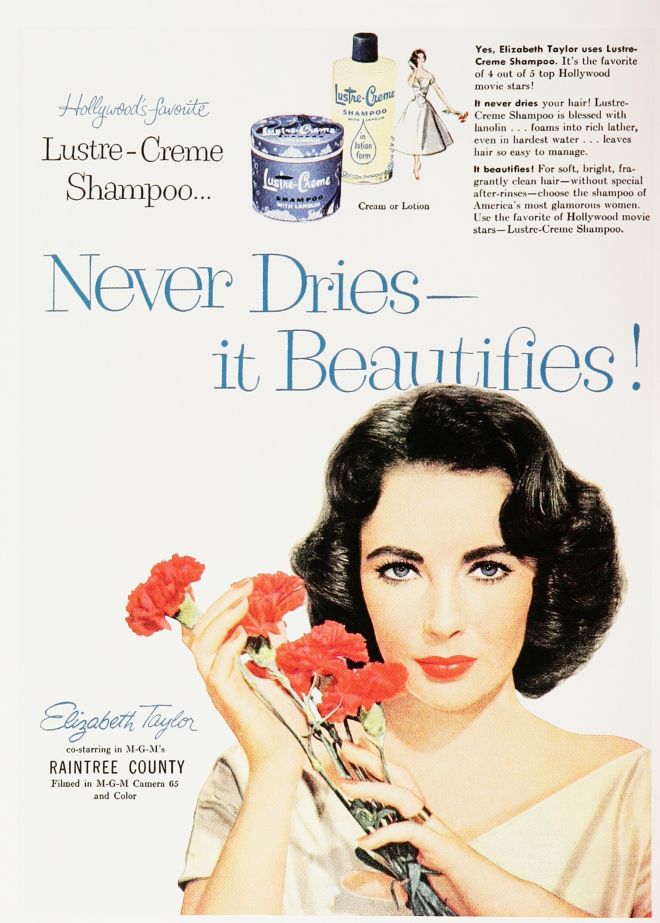 Hollywood's favorite
Lustre-Creme
Shampoo...
Lustre-Creme
SHAMPOO
WITH LANOLIN
in
lotion
form
Lustre-Creme
Lustre-Creme
SHAMPOO
WITH LANOLIN
Cream or Lotion
Yes, Elizabeth Taylor uses Lustre-
Creme Shampoo. It's the favorite
of 4 out of 5 top Hollywood
movie stars!
It never dries your hair! Lustre-
Creme Shampoo is blessed with
lanolin . . . foams into rich lather,
even in hardest water . . . leaves
hair so easy to manage.
It beautifies! For soft, bright, fra-
grantly clean hair—without special
after-rinses—choose the shampoo of
America's most glamorous women.
Use the favorite of Hollywood movie
stars—Lustre-Creme Shampoo.
Never Dries—
it Beautifies!
Elizabeth Taylor
co-starring in M-G-M's
RAINTREE COUNTY
Filmed in M-G-M Camera 65
and Color